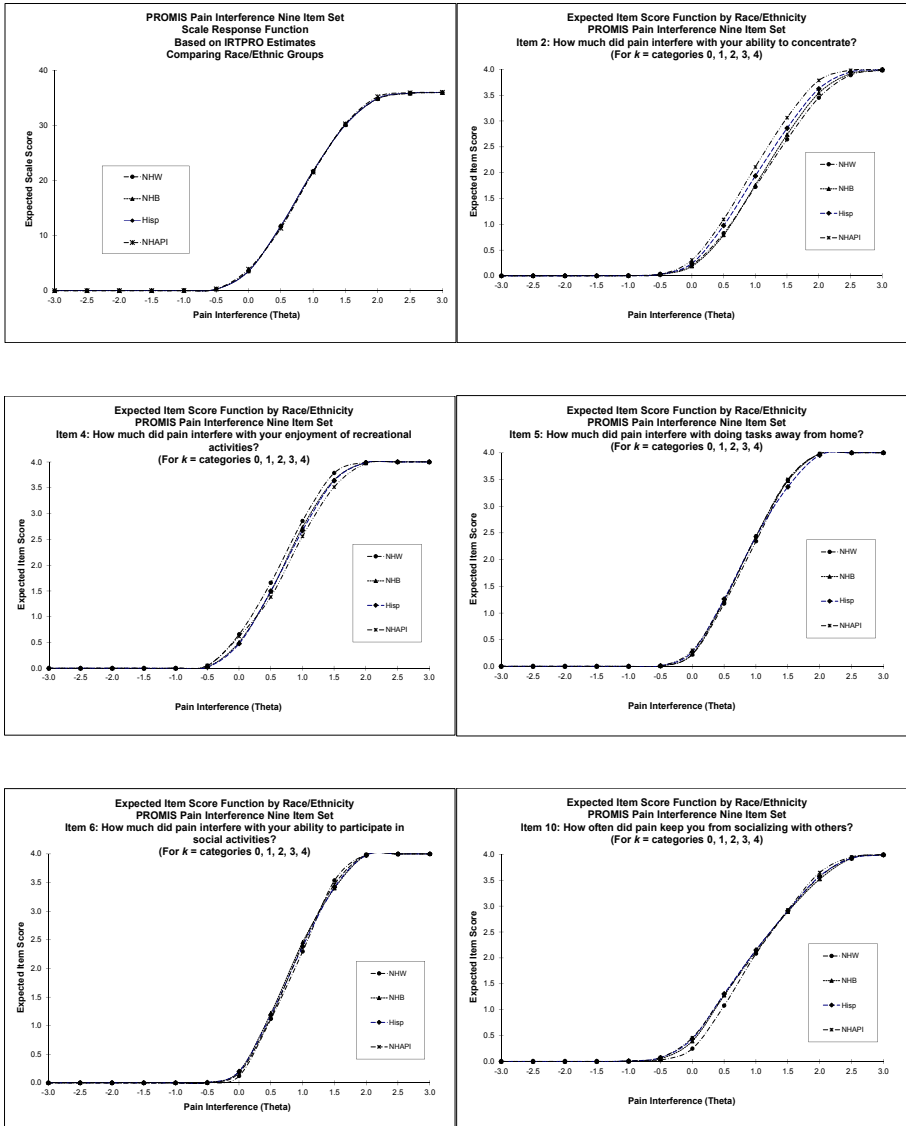 PROMIS Pain Interference Nine Item Set
Scale Response Function
Based on IRTPRO Estimates
Comparing Race/Ethnic Groups
Expected Scale Score
40
30
20
10
0
NHW
NHB
Hisp
NHAPI
-3.0 -2.5 -2.0 -1.5 -1.0 -0.5 0.0 0.5 1.0 1.5 2.0 2.5 3.0
Pain Interference (Theta)
Expected Item Score Function by Race/Ethnicity
PROMIS Pain Interference Nine Item Set
Item 2: How much did pain interfere with your ability to concentrate?
(For k = categories 0, 1, 2, 3, 4)
Expected Item Score
4.0
3.5
3.0
2.5
2.0
1.5
1.0
0.5
0.0
NHW
NHB
Hisp
NHAPI
-3.0 -2.5 -2.0 -1.5 -1.0 -0.5 0.0 0.5 1.0 1.5 2.0 2.5 3.0
Pain Interference (Theta)
Expected Item Score Function by Race/Ethnicity
PROMIS Pain Interference Nine Item Set
Item 4: How much did pain interfere with your enjoyment of recreational
activities?
(For k = categories 0, 1, 2, 3, 4)
Expected Item Score
4.0
3.5
3.0
2.5
2.0
1.5
1.0
0.5
0.0
NHW
NHB
Hisp
NHAPI
-3.0 -2.5 -2.0 -1.5 -1.0 -0.5 0.0 0.5 1.0 1.5 2.0 2.5 3.0
Pain Interference (Theta)
Expected Item Score Function by Race/Ethnicity
PROMIS Pain Interference Nine Item Set
Item 5: How much did pain interfere with doing tasks away from home?
(For k = categories 0, 1, 2, 3, 4)
Expected Item Score
4.0
3.5
3.0
2.5
2.0
1.5
1.0
0.5
0.0
NHW
NHB
Hisp
NHAPI
-3.0 -2.5 -2.0 -1.5 -1.0 -0.5 0.0 0.5 1.0 1.5 2.0 2.5 3.0
Pain Interference (Theta)
Expected Item Score Function by Race/Ethnicity
PROMIS Pain Interference Nine Item Set
Item 6: How much did pain interfere with your ability to participate in
social activities?
(For k = categories 0, 1, 2, 3, 4)
Expected Item Score
4.0
3.5
3.0
2.5
2.0
1.5
1.0
0.5
0.0
NHW
NHB
Hisp
NHAPI
-3.0 -2.5 -2.0 -1.5 -1.0 -0.5 0.0 0.5 1.0 1.5 2.0 2.5 3.0
Pain Interference (Theta)
Expected Item Score Function by Race/Ethnicity
PROMIS Pain Interference Nine Item Set
Item 10: How often did pain keep you from socializing with others?
(For k = categories 0, 1, 2, 3, 4)
Expected Item Score
4.0
3.5
3.0
2.5
2.0
1.5
1.0
0.5
0.0
NHW
NHB
Hisp
NHAPI
-3.0 -2.5 -2.0 -1.5 -1.0 -0.5 0.0 0.5 1.0 1.5 2.0 2.5 3.0
Pain Interference (Theta)